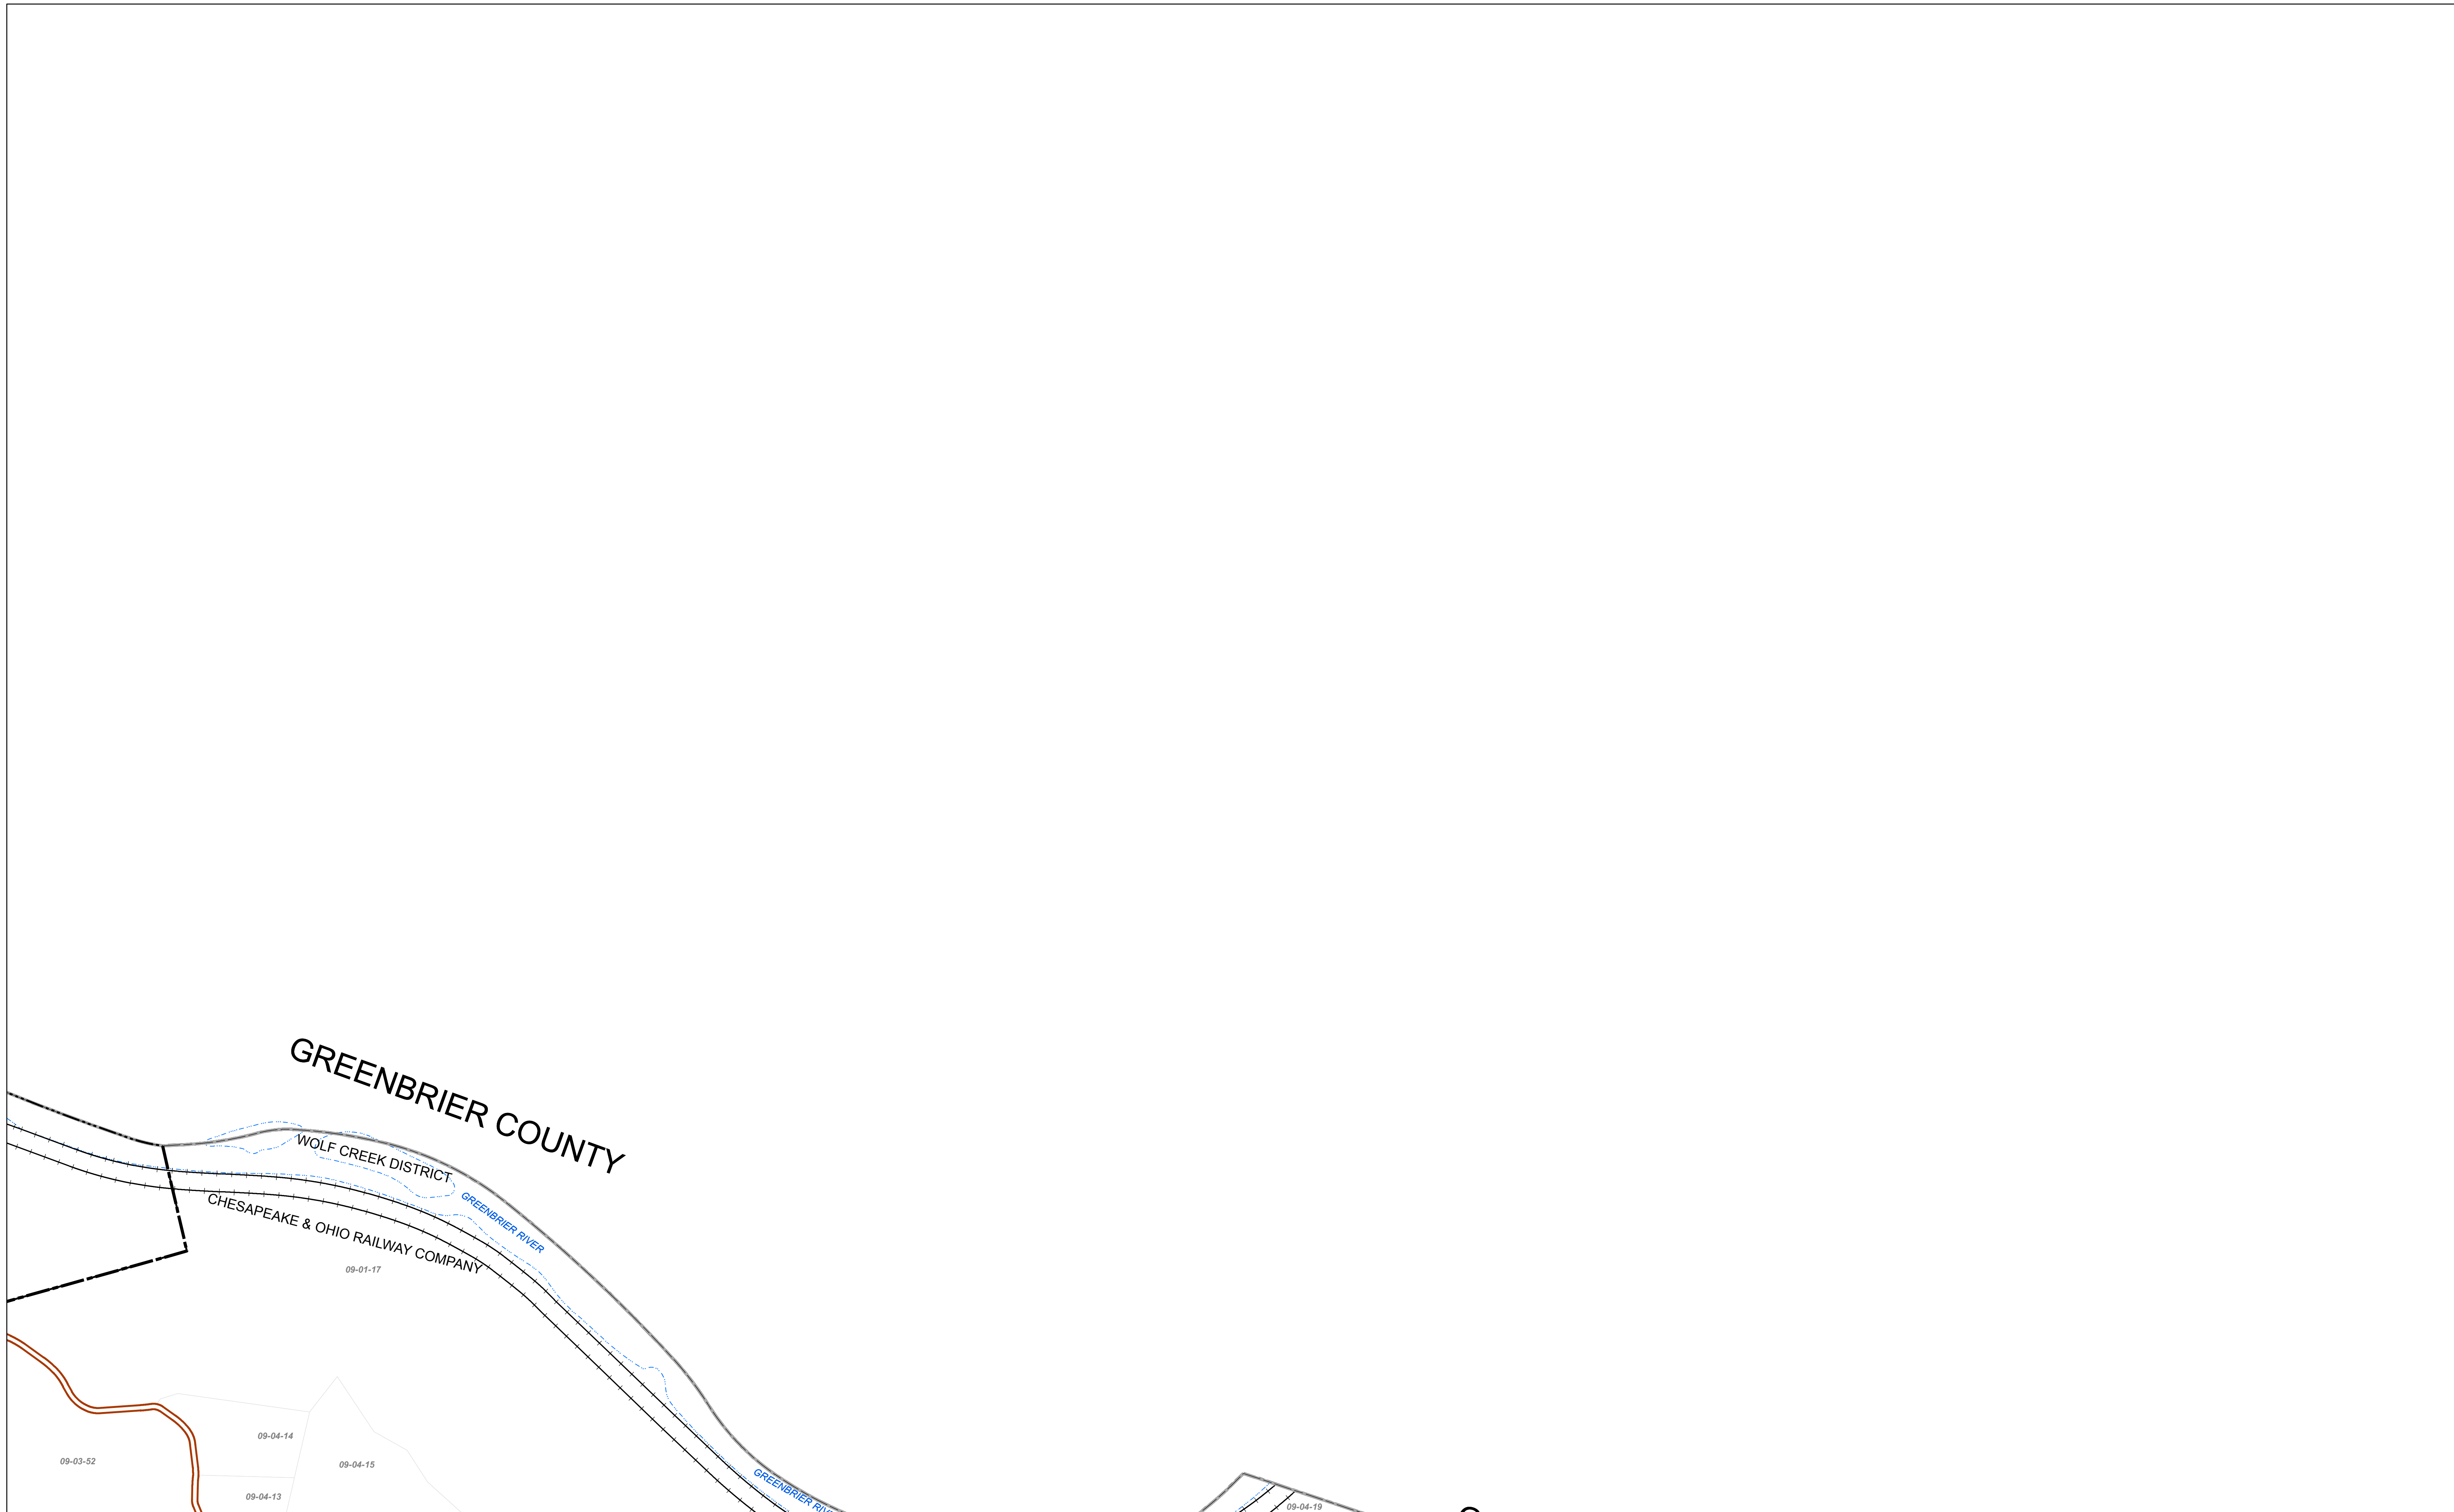 GREENBRIER COUNTY
WOLF CREEK DISTRICT
GREENBRIER RIVER
CHESAPEAKE & OHIO RAILWAY COMPANY
09-01-17
09-04-14
09-03-52
09-04-15
GREENBRIER
09-04-13
09-04-19